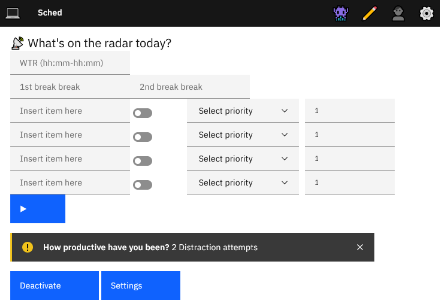 Sched
What's on the radar today?
WTR (hh:mm-hh:mm)
1st break break 2nd break break
Insert item here Select priority 1
Insert item here Select priority 1
Insert item here Select priority 1
Insert item here Select priority 1
How productive have you been? 2 Distraction attempts
Deactivate Settings